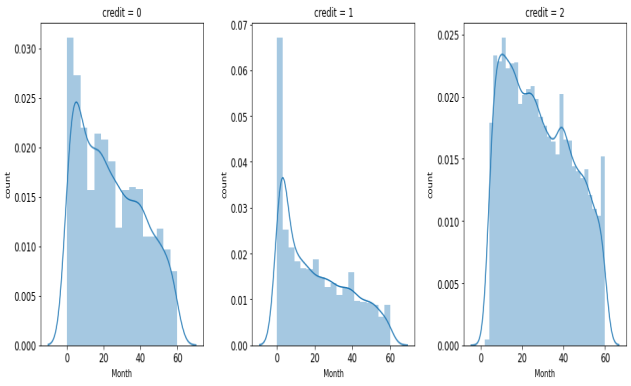 credit = 0
0.030
0.025
0.020
0.015
0.010
0.005
0.000
count
0 20 40 60
Month
credit = 1
0.07
0.06
0.05
0.04
0.03
0.02
0.01
0.00
count
0 20 40 60
Month
credit = 2
0.025
0.020
0.015
0.010
0.005
0.000
count
0 20 40 60
Month